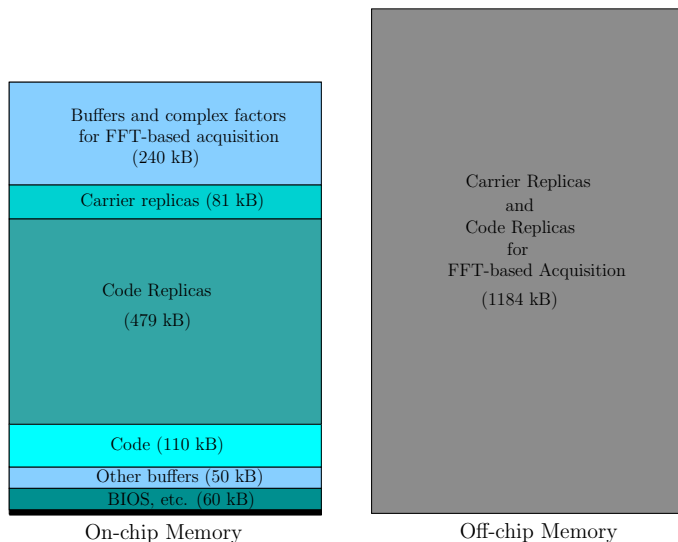 Buffers and complex factors
for FFT-based acquisition
(240 kB)
Carrier replicas (81 kB)
Code Replicas
(479 kB)
Code (110 kB)
Other buffers (50 kB)
BIOS, etc. (60 kB)
On-chip Memory
Carrier Replicas
and
Code Replicas
for
FFT-based Acquisition
(1184 kB)
Off-chip Memory